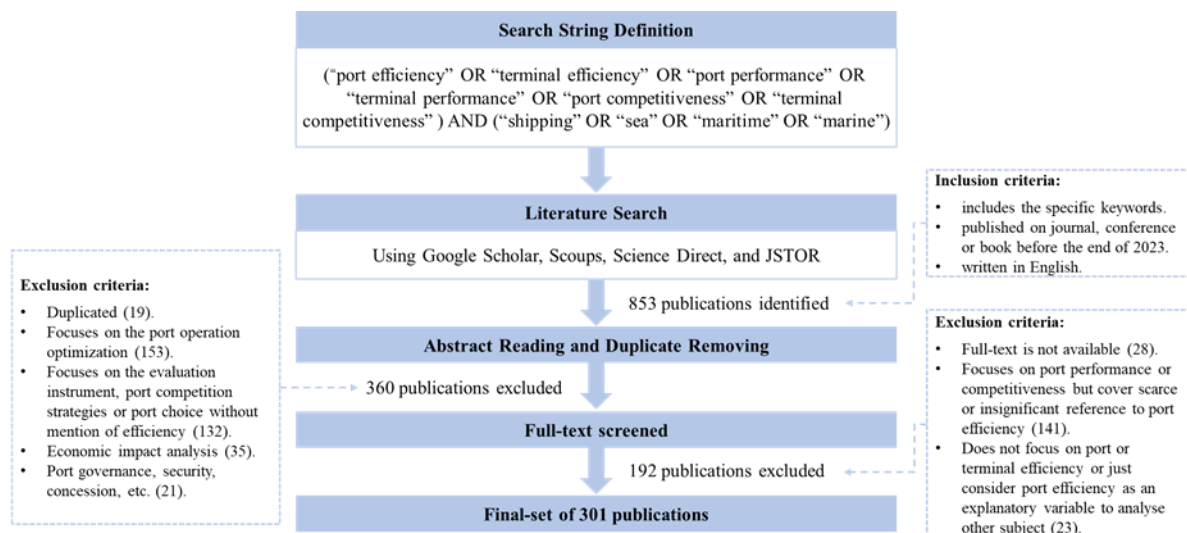 Search String Definition
(“port efficiency” OR “terminal efficiency” OR “port performance” OR
“terminal performance” OR “port competitiveness” OR “terminal
competitiveness” ) AND (“shipping” OR “sea” OR “maritime” OR “marine”)
Literature Search
Using Google Scholar, Scoups, Science Direct, and JSTOR
Inclusion criteria:
• includes the specific keywords.
• published on journal, conference
or book before the end of 2023.
• written in English.
853 publications identified
Abstract Reading and Duplicate Removing
Exclusion criteria:
• Duplicated (19).
• Focuses on the port operation
optimization (153).
• Focuses on the evaluation
instrument, port competition
strategies or port choice without
mention of efficiency (132).
• Economic impact analysis (35).
• Port governance, security,
concession, etc. (21).
360 publications excluded
Full-text screened
192 publications excluded
Exclusion criteria:
• Full-text is not available (28).
• Focuses on port performance or
competitiveness but cover scarce
or insignificant reference to port
efficiency (141).
• Does not focus on port or
terminal efficiency or just
consider port efficiency as an
explanatory variable to analyse
other subject (23).
Final-set of 301 publications